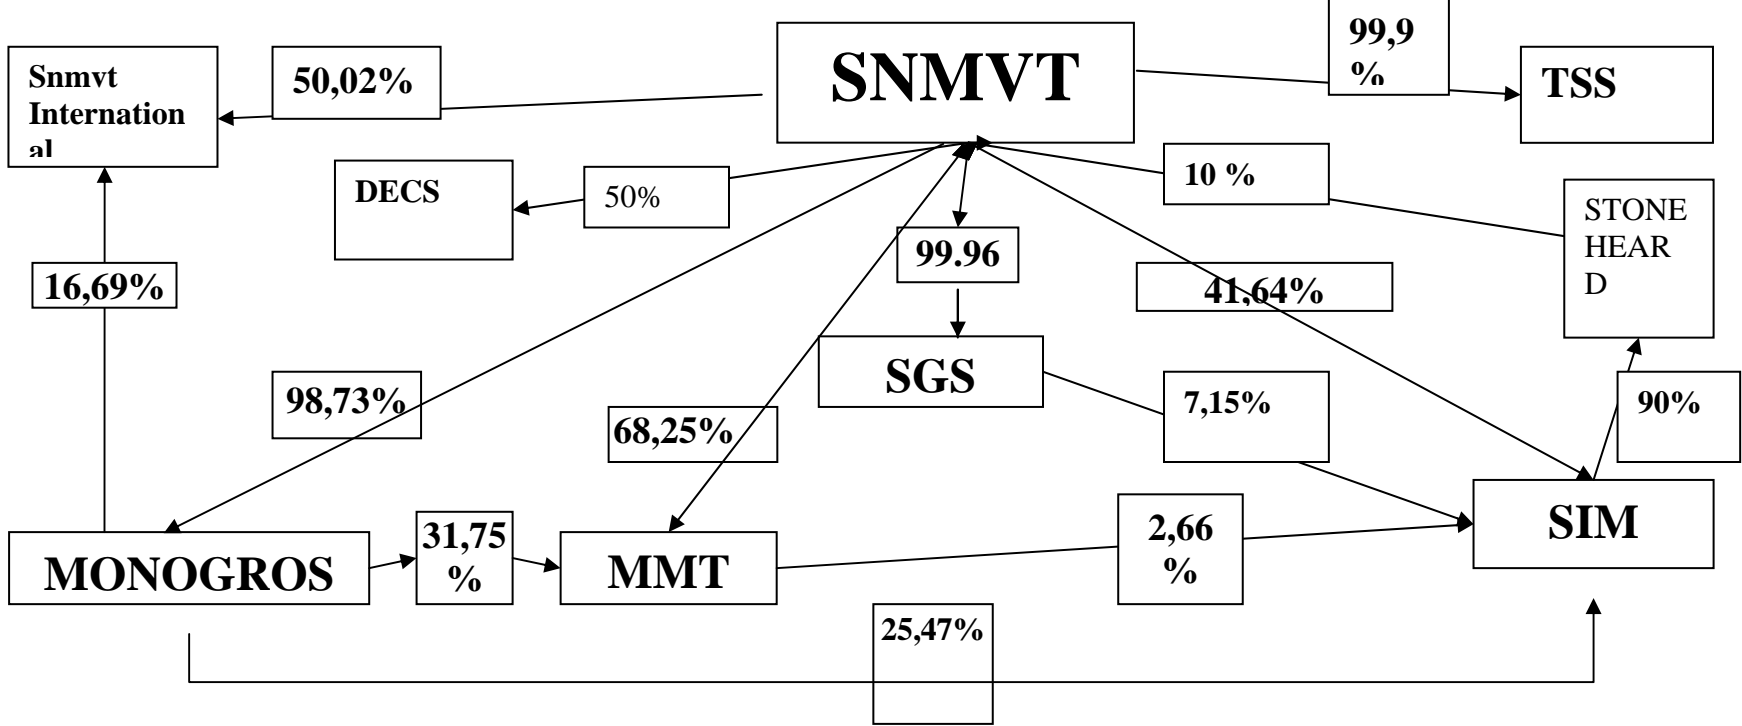 SNMVT
99,9
%
Snmvt
Internation
al
50,02%
TSS
DECS
50%
10 %
STONE
HEAR
D
99.96
16,69%
41,64%
SGS
98,73%
68,25%
7,15%
90%
31,75
%
2,66
%
SIM
MONOGROS
MMT
25,47%